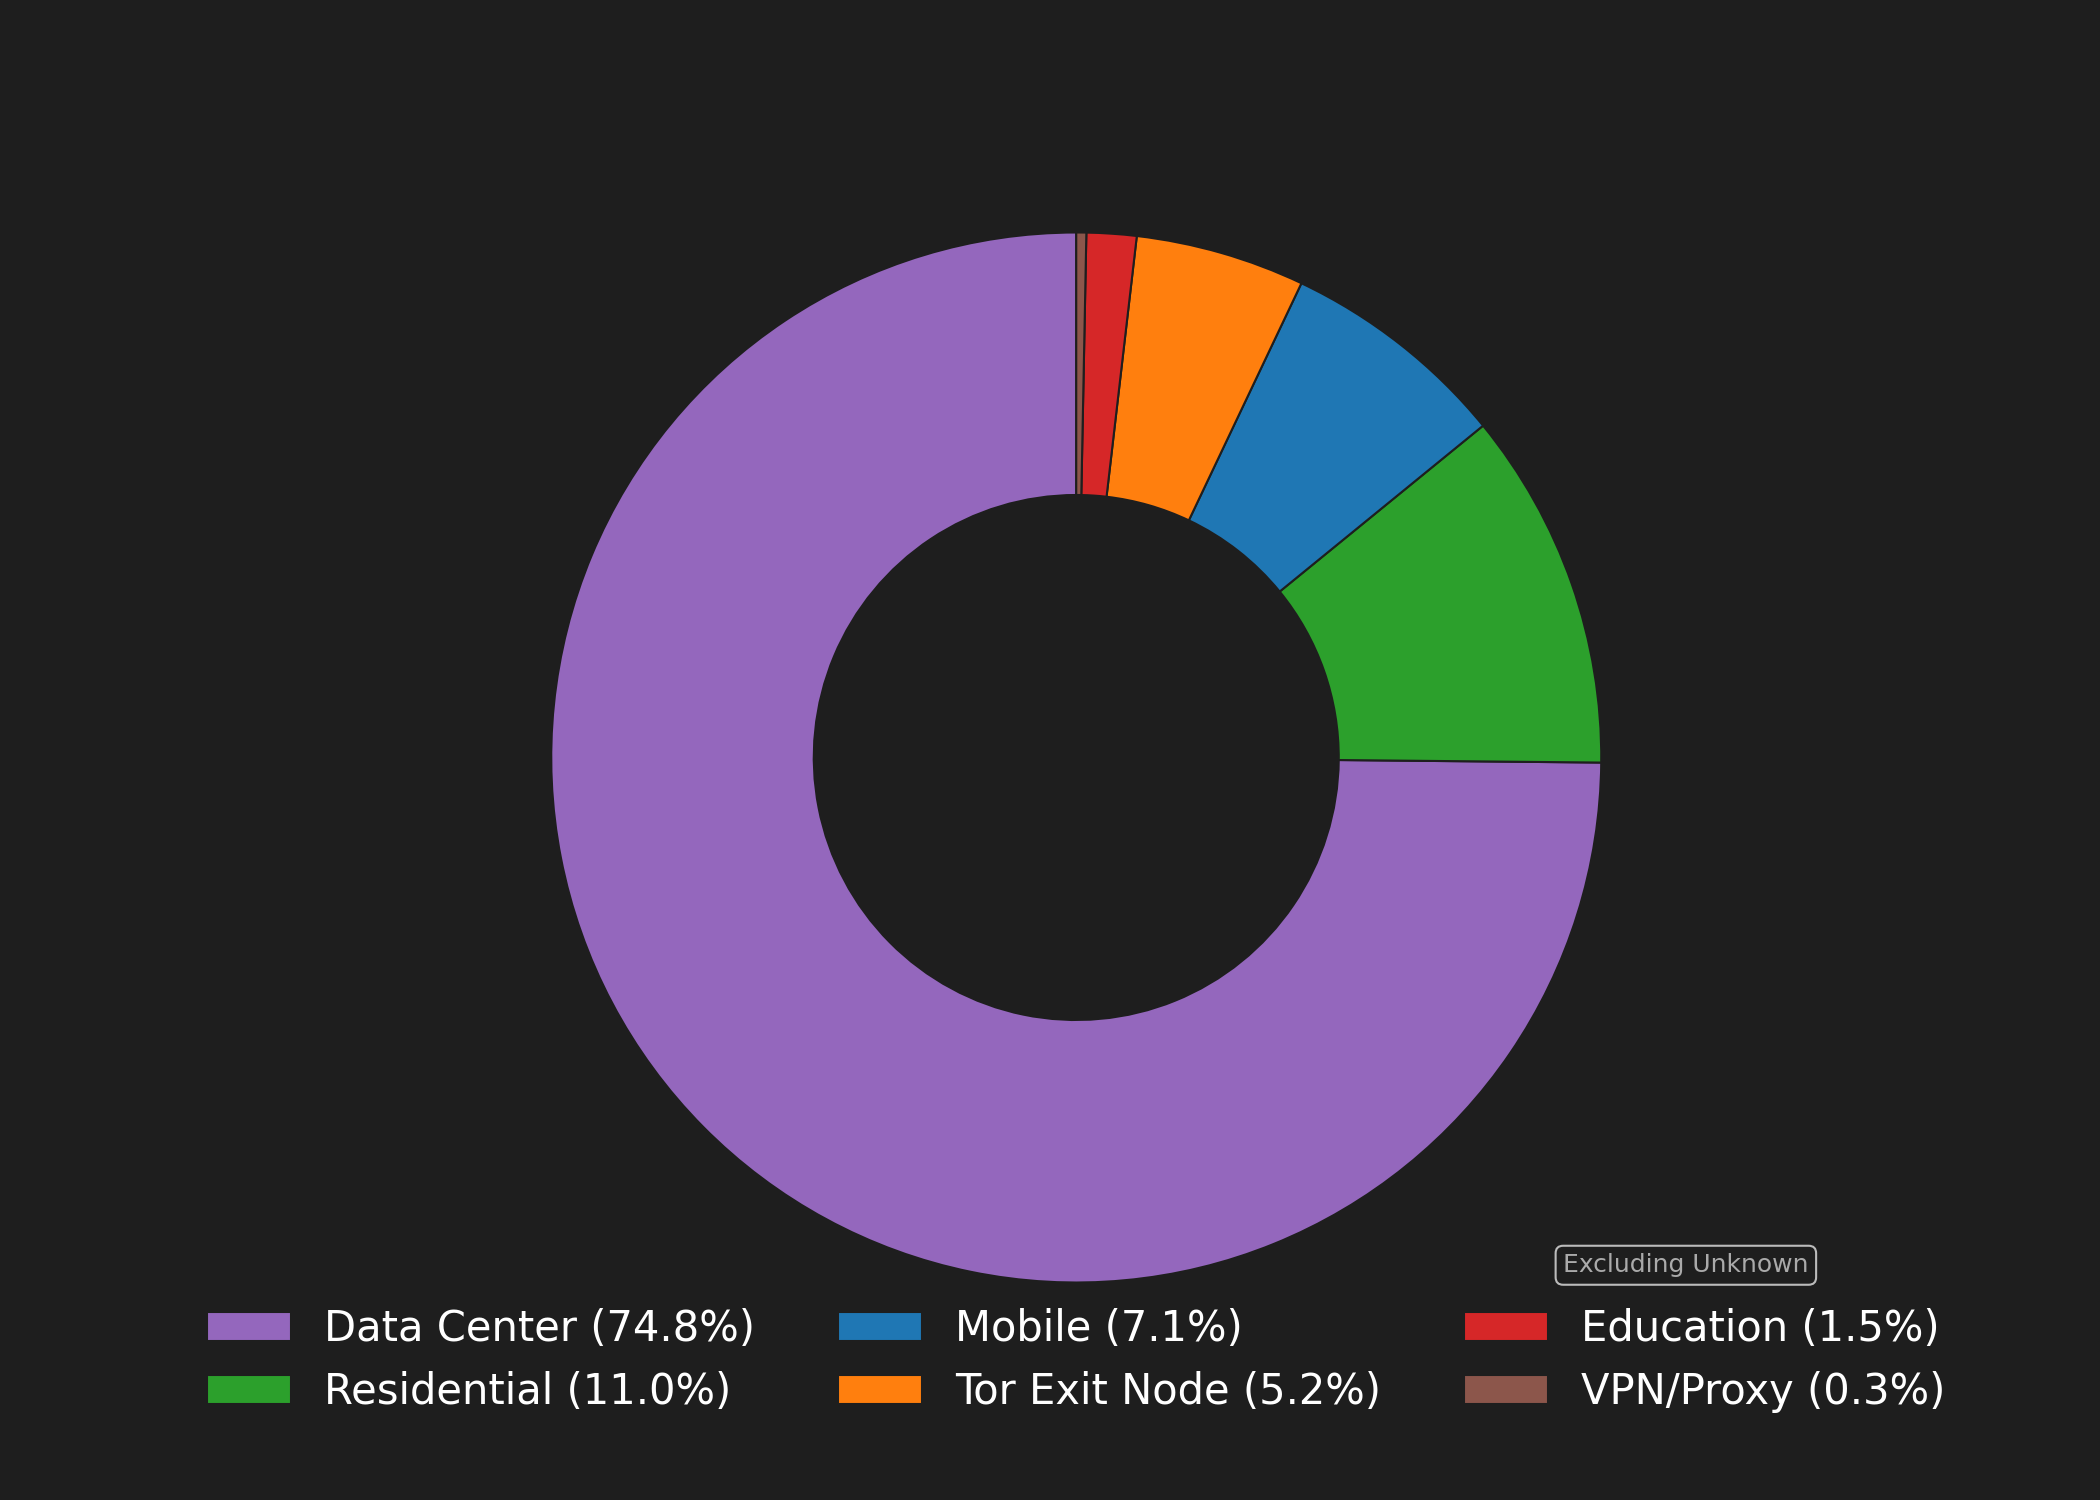 Excluding Unknown
Data Center (74.8%)
Residential (11.0%)
Mobile (7.1%)
Tor Exit Node (5.2%)
Education (1.5%)
VPN/Proxy (0.3%)